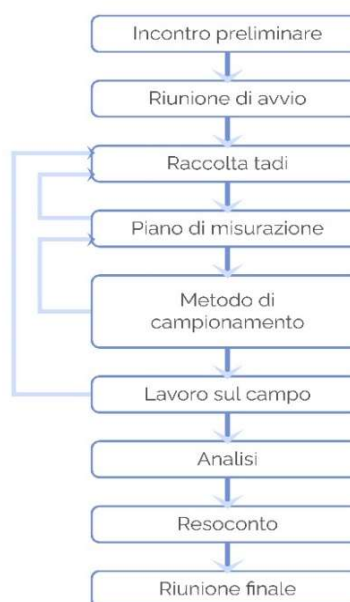 Incontro preliminare
Riunione di avvio
Raccolta tadi
Piano di misurazione
Metodo di
campionamento
Lavoro sul campo
Analisi
Resoconto
Riunione finale